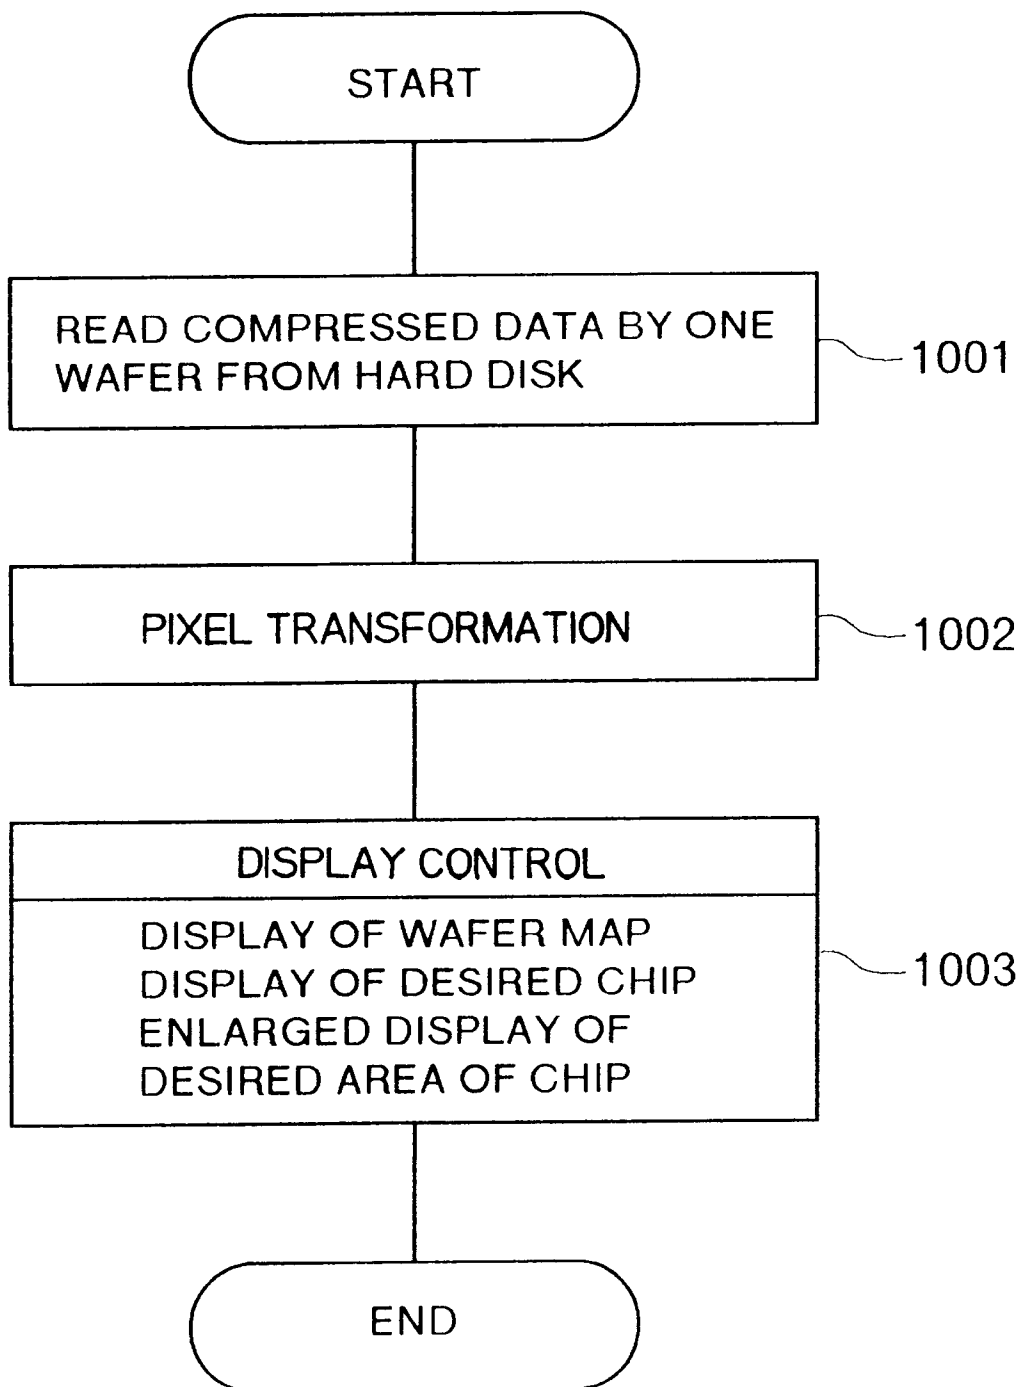 START
READ COMPRESSED DATA BY ONE
WAFER FROM HARD DISK
1001
PIXEL TRANSFORMATION
1002
DISPLAY CONTROL
DISPLAY OF WAFER MAP
DISPLAY OF DESIRED CHIP
ENLARGED DISPLAY OF
DESIRED AREA OF CHIP
1003
END